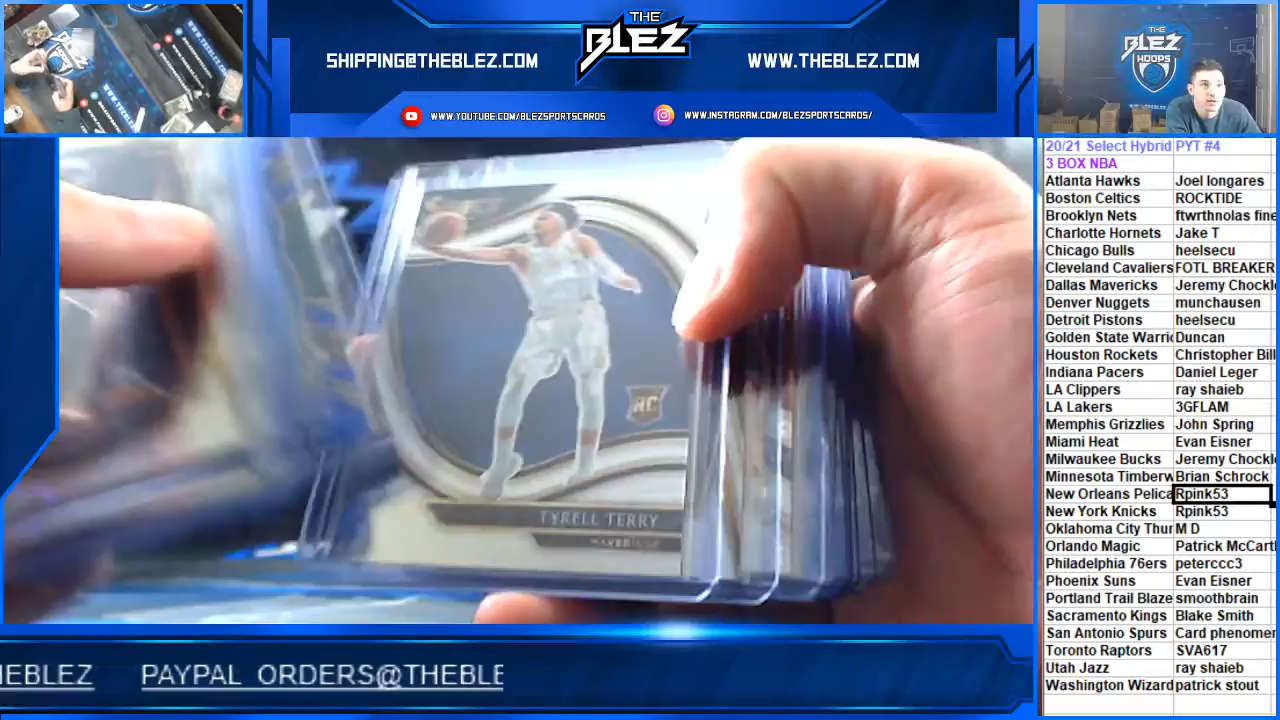 THE
BLEZ
SHIPPING@THEBLEZ.COM
WWW.THEBLEZ.COM
WWW.YOUTUBE.COM/BLEZSPORTSCARDS
WWW.INSTAGRAM.COM/BLEZSPORTSCARDS/
THE
BLEZ
HOOPS
20/21 Select Hybrid PYT #4
3 BOX NBA
Atlanta Hawks Joel longares
Boston Celtics ROCKTIDE
Brooklyn Nets ftwrthnolas fine
Charlotte Hornets Jake T
Chicago Bulls heelsecu
Cleveland Cavaliers FOTL BREAKER
Dallas Mavericks Jeremy Chockle
Denver Nuggets munchausen
Detroit Pistons heelsecu
Golden State Warric Duncan
Houston Rockets Christopher Bill
Indiana Pacers Daniel Leger
LA Clippers ray shaieb
LA Lakers 3GFLAM
Memphis Grizzlies John Spring
Miami Heat Evan Eisner
Milwaukee Bucks Jeremy Chockle
Minnesota Timberw Brian Schrock
New Orleans Pelica Rpink53
New York Knicks Rpink53
Oklahoma City Thun M D
Orlando Magic Patrick McCart
Philadelphia 76ers peterccc3
Phoenix Suns Evan Eisner
Portland Trail Blaze smoothbrain
Sacramento Kings Blake Smith
San Antonio Spurs Card phenomer
Toronto Raptors SVA617
Utah Jazz ray shaieb
Washington Wizard patrick stout
RC
TYRELL TERRY
MAVERICKS
HEBLEZ PAYPAL ORDERS@THEBLE